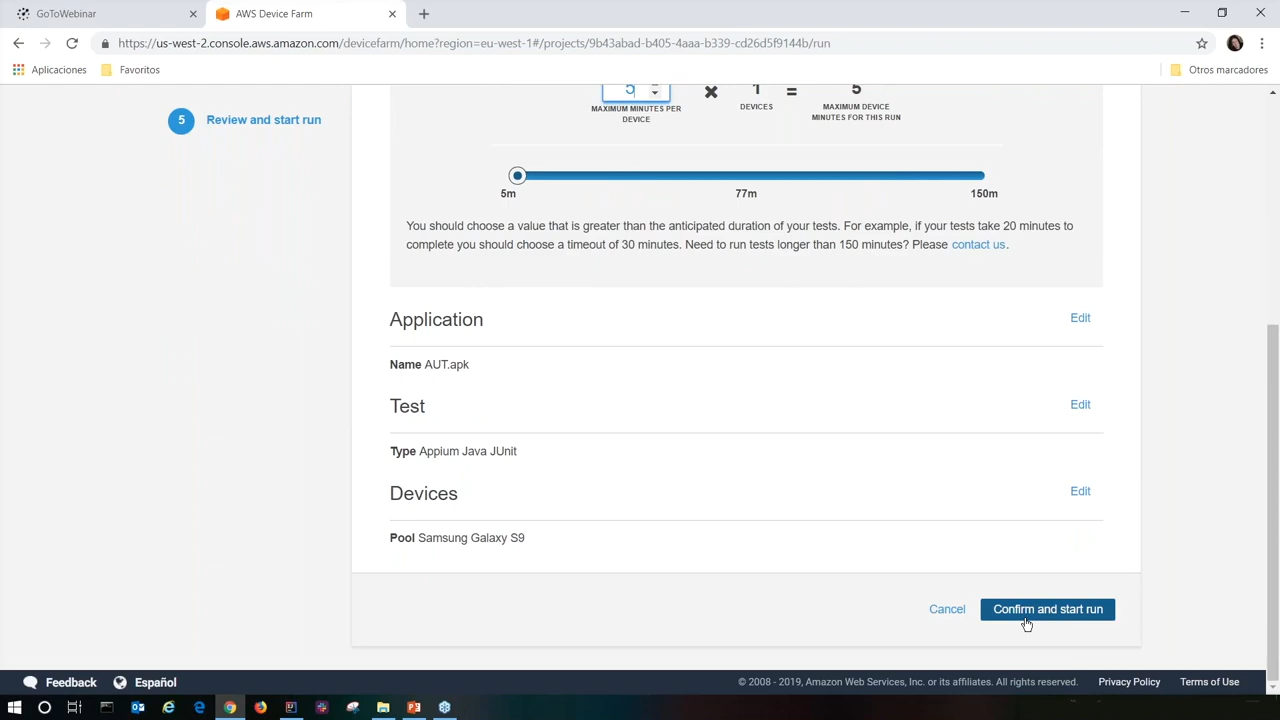 GoToWebinar
AWS Device Farm
https://us-west-2.console.aws.amazon.com/devicefarm/home?region=eu-west-1#/projects/9b43abad-b405-4aaa-b339-cd26d5f9144b/run
Aplicaciones
Favoritos
Otros marcadores
5 Review and start run
5 × 1 = 5
MAXIMUM MINUTES PER
DEVICE
DEVICES
MAXIMUM DEVICE
MINUTES FOR THIS RUN
5m
77m
150m
You should choose a value that is greater than the anticipated duration of your tests. For example, if your tests take 20 minutes to
complete you should choose a timeout of 30 minutes. Need to run tests longer than 150 minutes? Please contact us.
Application
Edit
Name AUT.apk
Test
Edit
Type Appium Java JUnit
Devices
Edit
Pool Samsung Galaxy S9
Cancel
Confirm and start run
Feedback
Español
© 2008 - 2019, Amazon Web Services, Inc. or its affiliates. All rights reserved.
Privacy Policy
Terms of Use